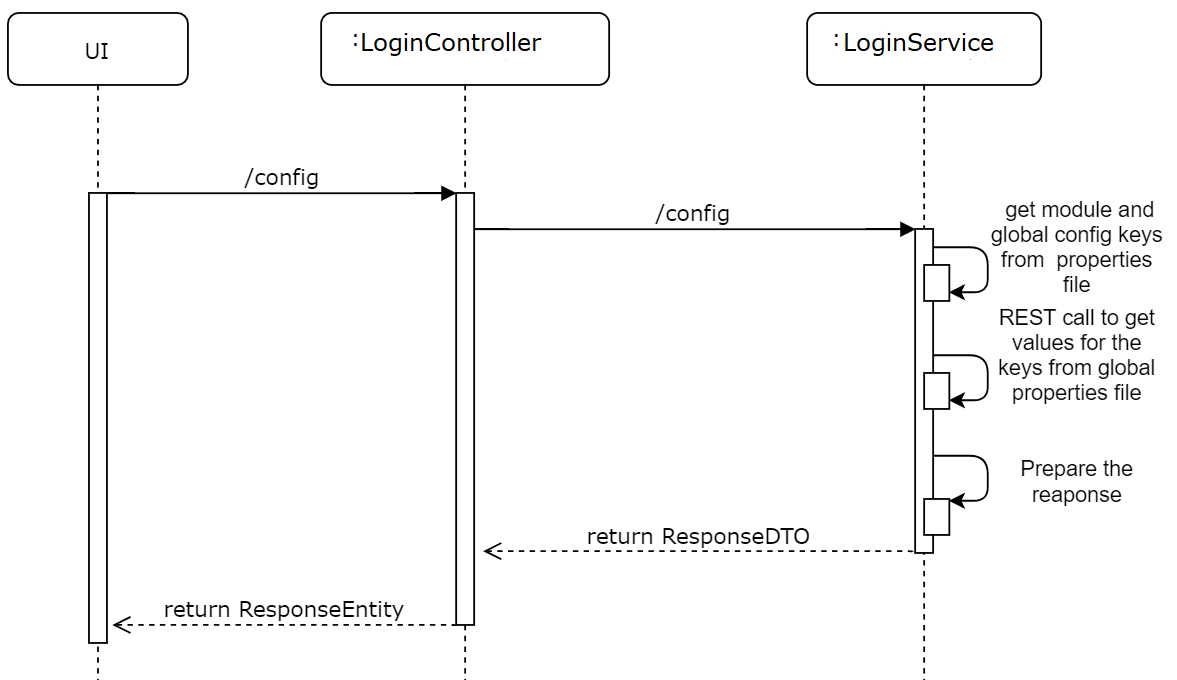 UI
:LoginController
:LoginService
/config
/config
get module and
global config keys
from properties
file
REST call to get
values for the
keys from global
properties file
Prepare the
reaponse
return ResponseDTO
return ResponseEntity